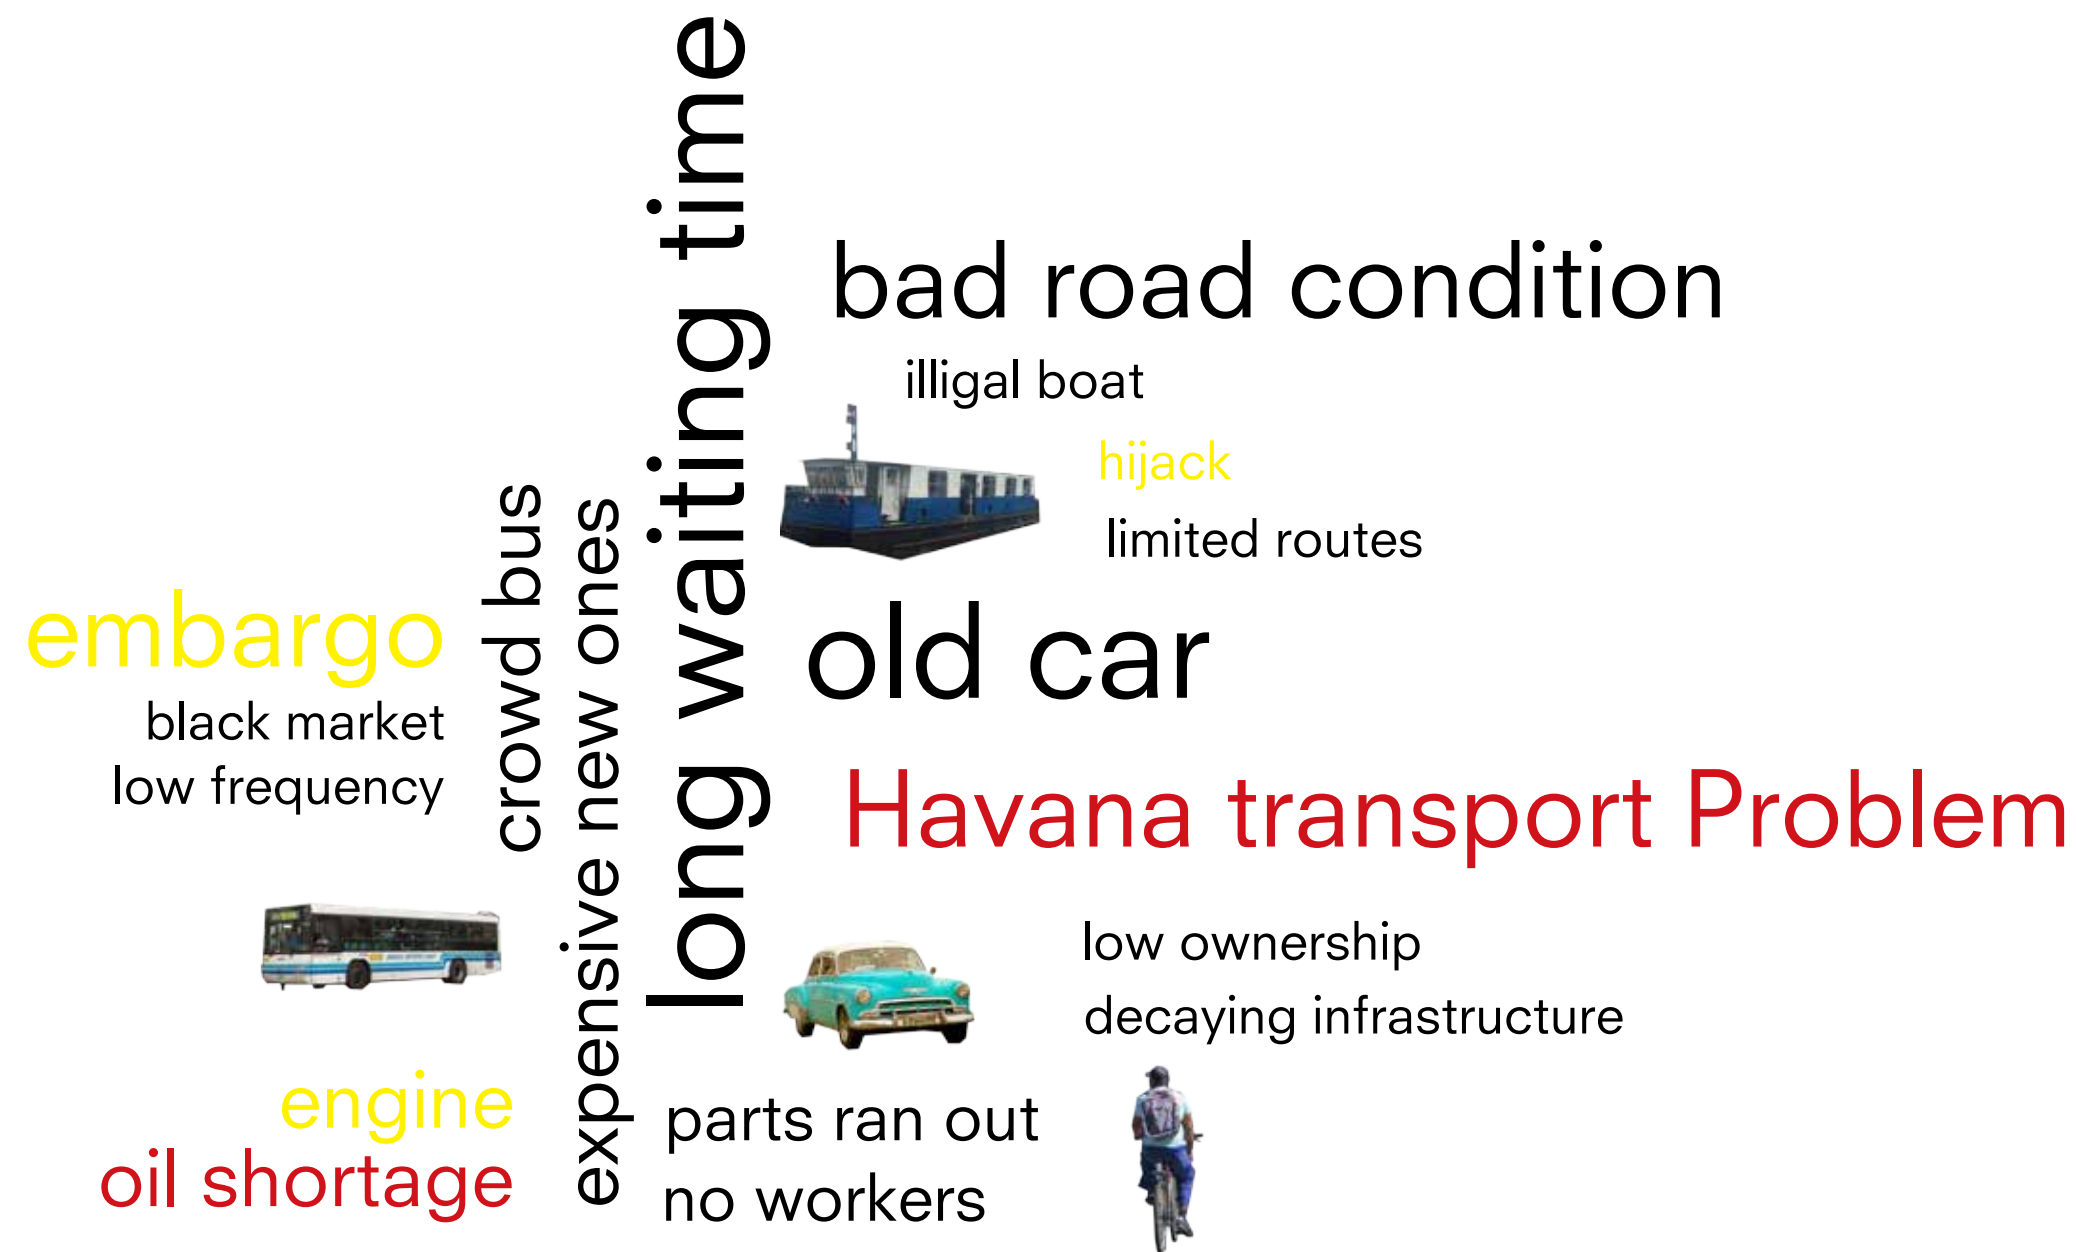 long waiting time
bad road condition
illigal boat
hijack
limited routes
crowd bus
expensive new ones
embargo
black market
low frequency
old car
Havana transport Problem
low ownership
decaying infrastructure
engine
oil shortage
parts ran out
no workers